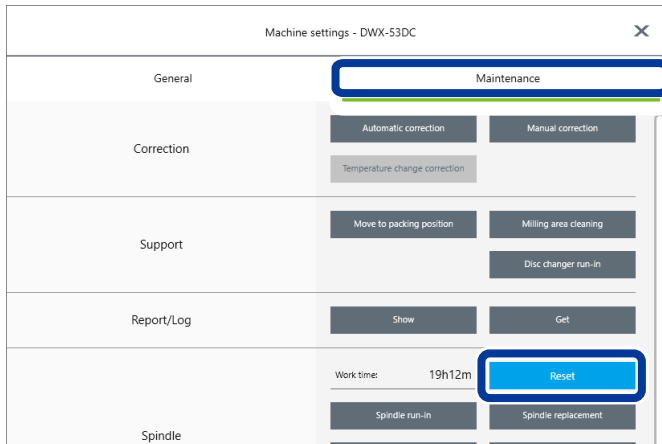 Machine settings - DWX-53DC
General
Maintenance
Correction
Automatic correction
Manual correction
Temperature change correction
Support
Move to packing position
Milling area cleaning
Disc changer run-in
Report/Log
Show
Get
Spindle
Work time: 19h12m
Reset
Spindle run-in
Spindle replacement